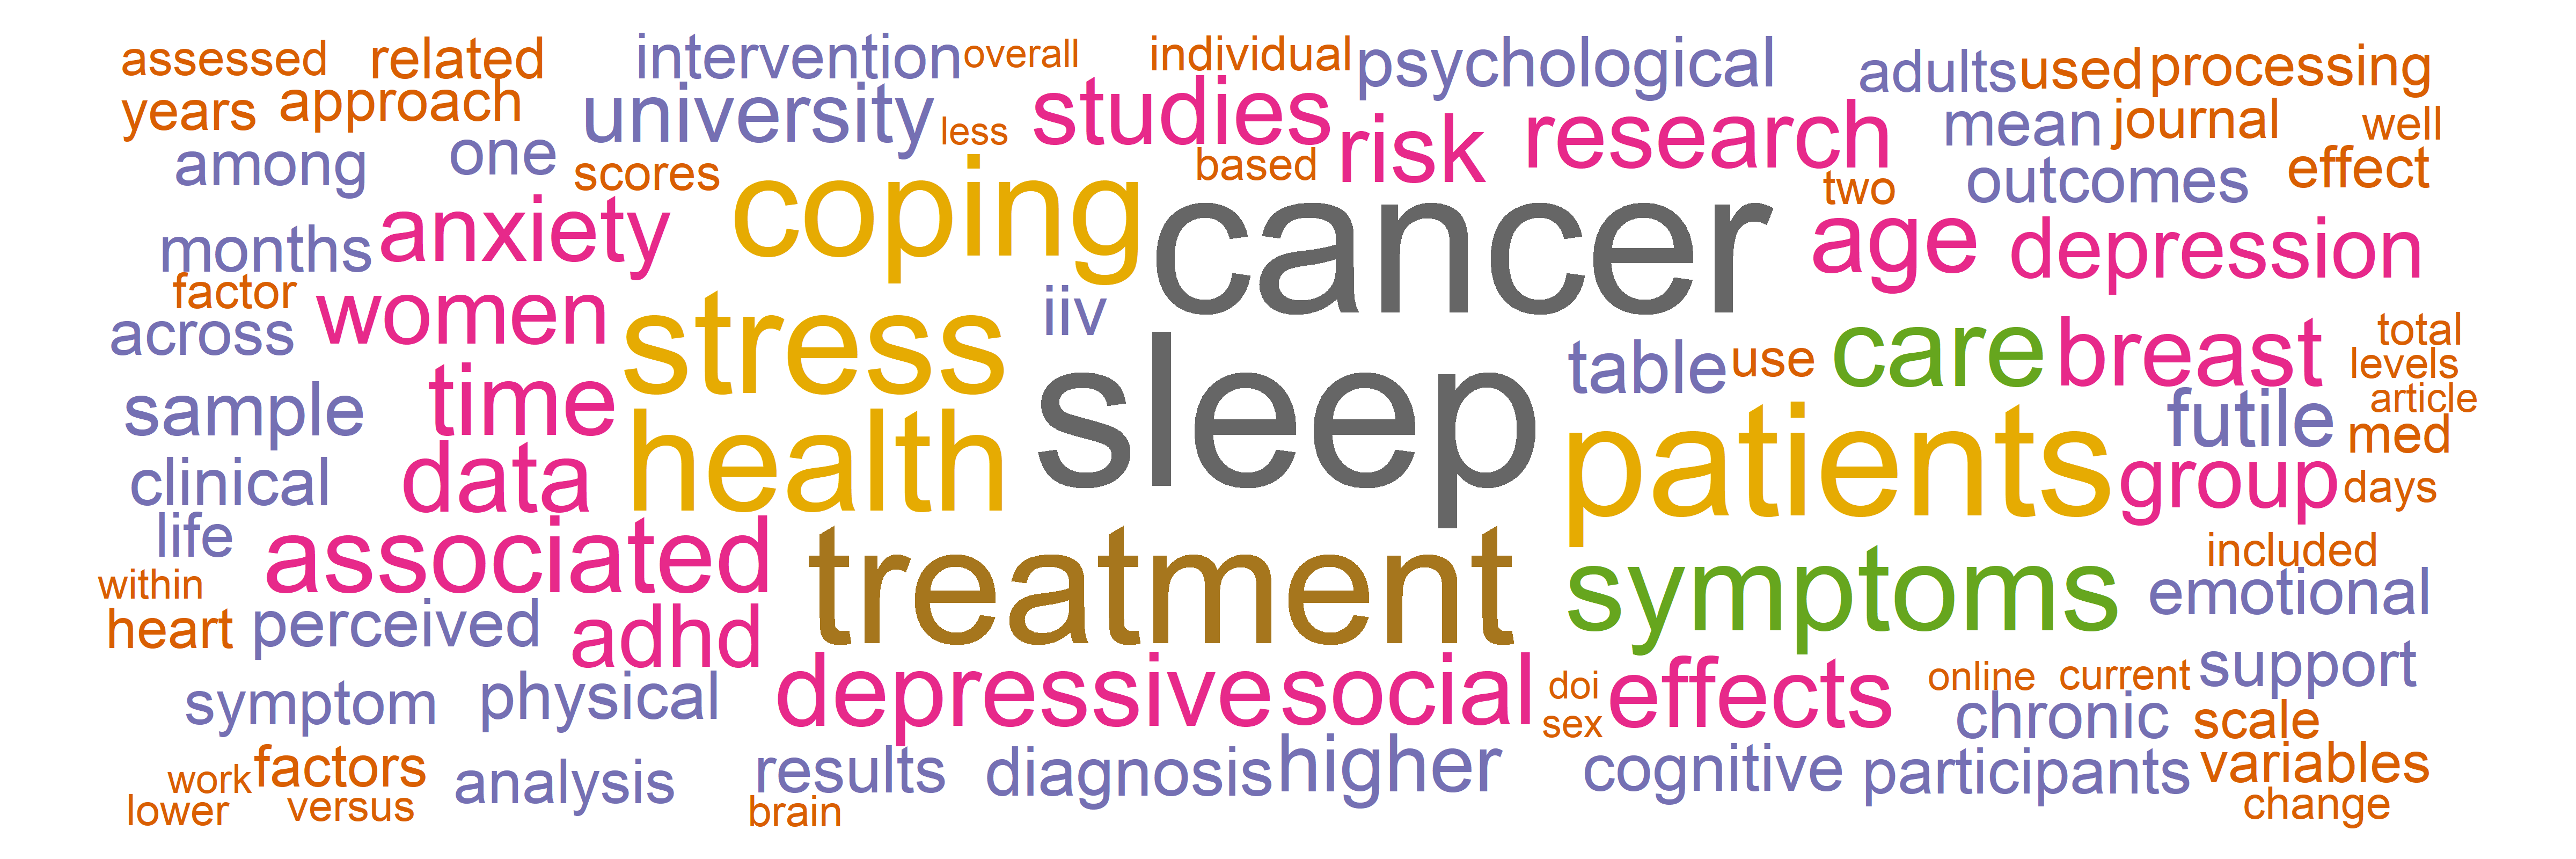 assessed related intervention overall individual psychological adults used processing
years approach university less studies risk research mean journal well
among one scores coping based two outcomes effect
months anxiety cancer age depression
factor women stress iiv
across time sleep table use care breast total
levels
sample health patients futile article
data med
clinical group days
life associated treatment symptoms included
within emotional
heart perceived adhd
symptom physical depressive social doi effects online current support
sex chronic scale
work factors analysis results diagnosis higher cognitive participants variables
lower versus brain change